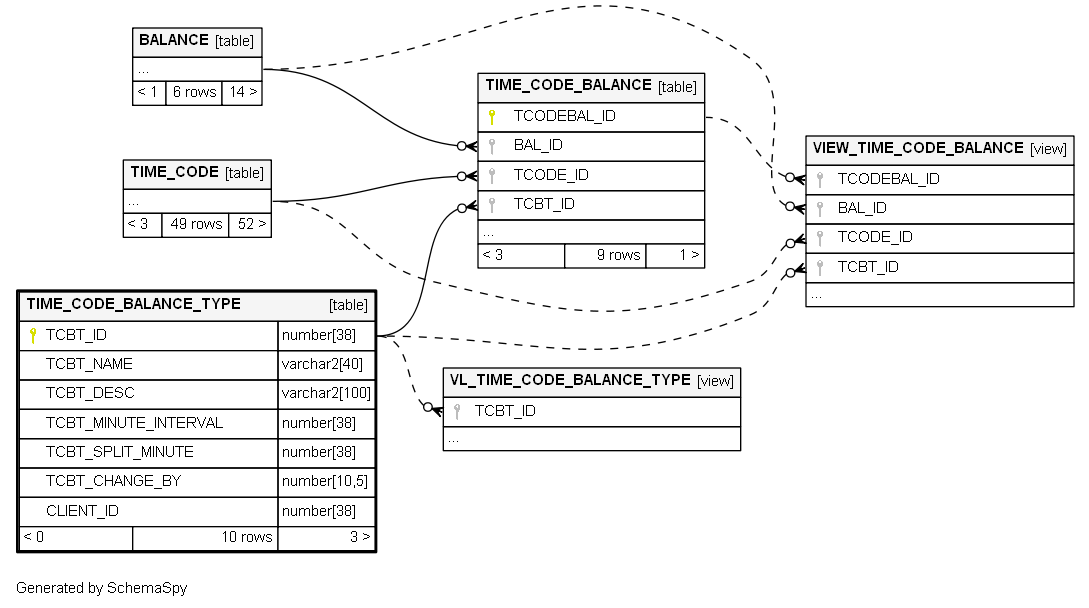 BALANCE [table]
...
< 1 6 rows 14 >
TIME_CODE [table]
...
< 3 49 rows 52 >
TIME_CODE_BALANCE_TYPE [table]
TCBT_ID number[38]
TCBT_NAME varchar2[40]
TCBT_DESC varchar2[100]
TCBT_MINUTE_INTERVAL number[38]
TCBT_SPLIT_MINUTE number[38]
TCBT_CHANGE_BY number[10,5]
CLIENT_ID number[38]
< 0 10 rows 3 >
TIME_CODE_BALANCE [table]
TCODEBAL_ID
BAL_ID
TCODE_ID
TCBT_ID
...
< 3 9 rows 1 >
VL_TIME_CODE_BALANCE_TYPE [view]
TCBT_ID
...
VIEW_TIME_CODE_BALANCE [view]
TCODEBAL_ID
BAL_ID
TCODE_ID
TCBT_ID
...
Generated by SchemaSpy